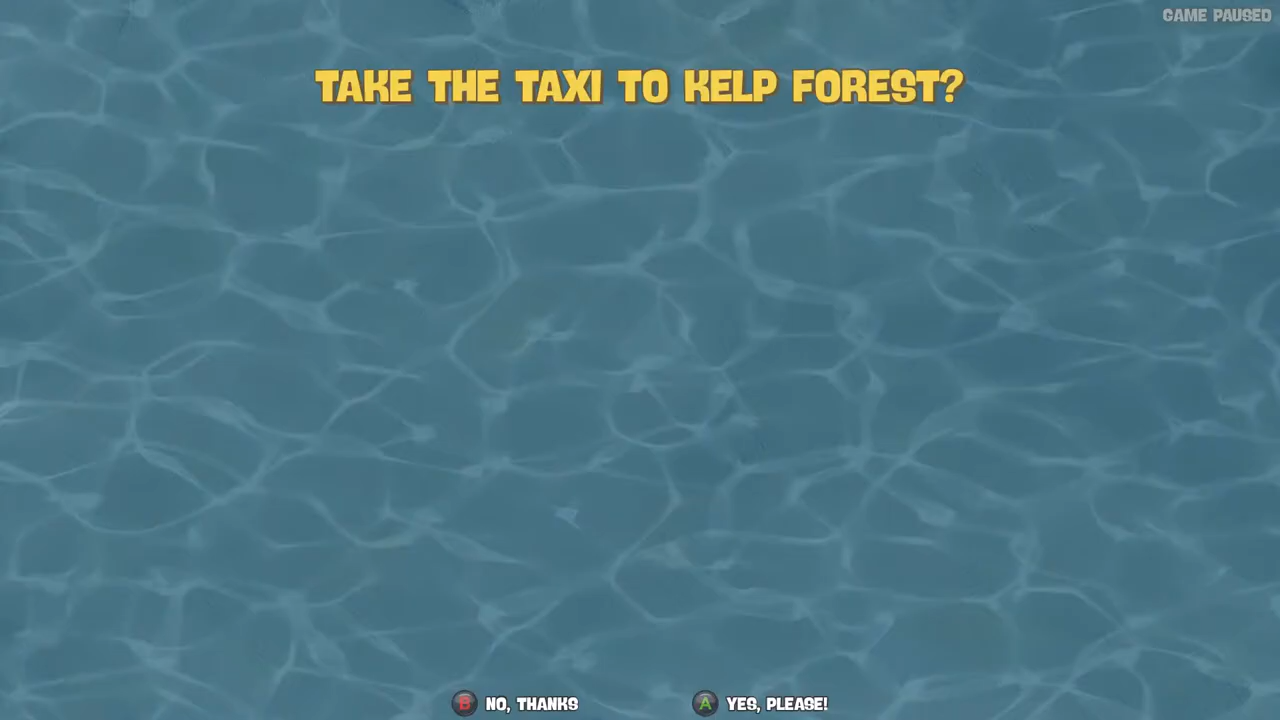 GAME PAUSED
TAKE THE TAXI TO KELP FOREST?
B NO, THANKS
A YES, PLEASE!